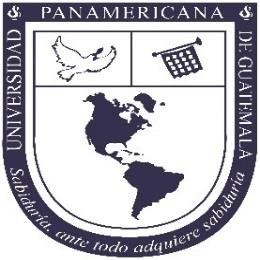 UNIVERSIDAD PANAMERICANA DE GUATEMALA
Sabiduría, ante todo adquiere sabiduría